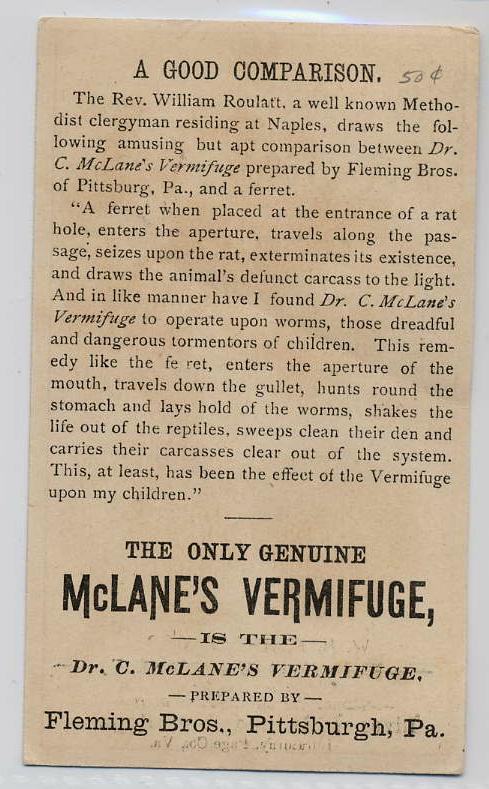 A GOOD COMPARISON. 50¢
The Rev. William Roulatt, a well known Metho-
dist clergyman residing at Naples, draws the fol-
lowing amusing but apt comparison between Dr.
C. McLane's Vermifuge prepared by Fleming Bros.
of Pittsburg, Pa., and a ferret.
“A ferret when placed at the entrance of a rat
hole, enters the aperture, travels along the pas-
sage, seizes upon the rat, exterminates its existence,
and draws the animal's defunct carcass to the light.
And in like manner have I found Dr. C. McLane's
Vermifuge to operate upon worms, those dreadful
and dangerous tormentors of children. This rem-
edy like the fe ret, enters the aperture of the
mouth, travels down the gullet, hunts round the
stomach and lays hold of the worms, shakes the
life out of the reptiles, sweeps clean their den and
carries their carcasses clear out of the system.
This, at least, has been the effect of the Vermifuge
upon my children.”
THE ONLY GENUINE
McLANE'S VERMIFUGE,
—IS THE—
Dr. C. McLANE'S VERMIFUGE,
—PREPARED BY—
Fleming Bros., Pittsburgh, Pa.